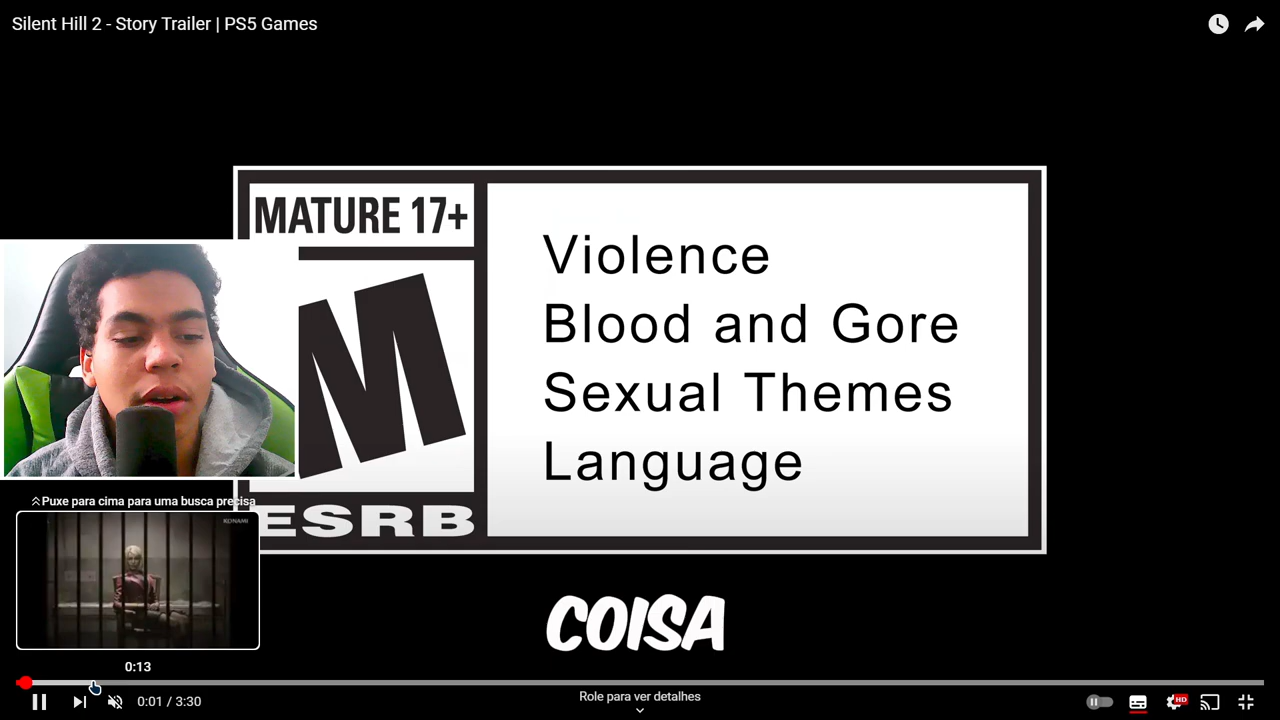 Silent Hill 2 - Story Trailer | PS5 Games
MATURE 17+
M
ESRB
Violence
Blood and Gore
Sexual Themes
Language
Puxe para cima para uma busca precisa
KONAMI
COISA
0:13
0:01 / 3:30
Role para ver detalhes
HD